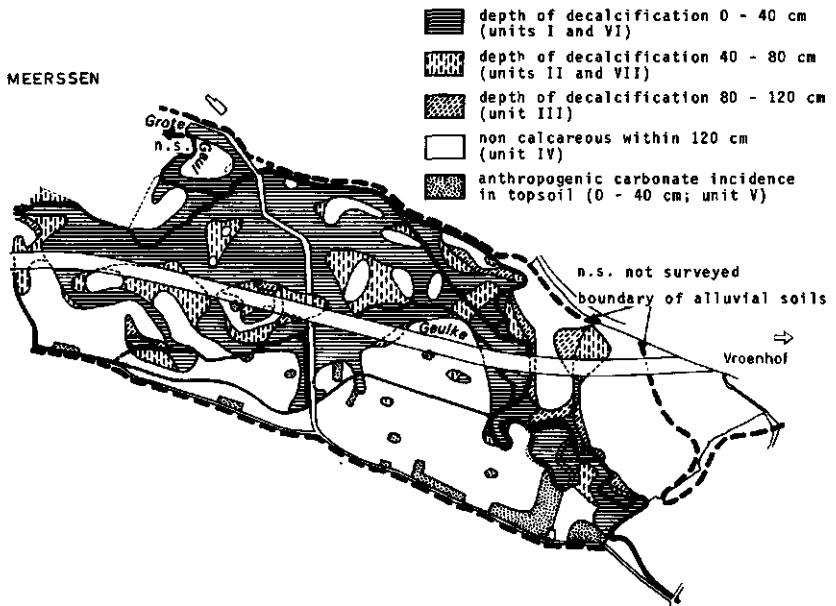 depth of decalcification 0 - 40 cm
(units I and VI)
depth of decalcification 40 - 80 cm
(units II and VII)
depth of decalcification 80 - 120 cm
(unit III)
non calcareous within 120 cm
(unit IV)
anthropogenic carbonate incidence
in topsoil (0 - 40 cm; unit V)
MEERSSEN
Grote
n.s.
Geul
n.s. not surveyed
boundary of alluvial soils
Geulke
Vroenhof